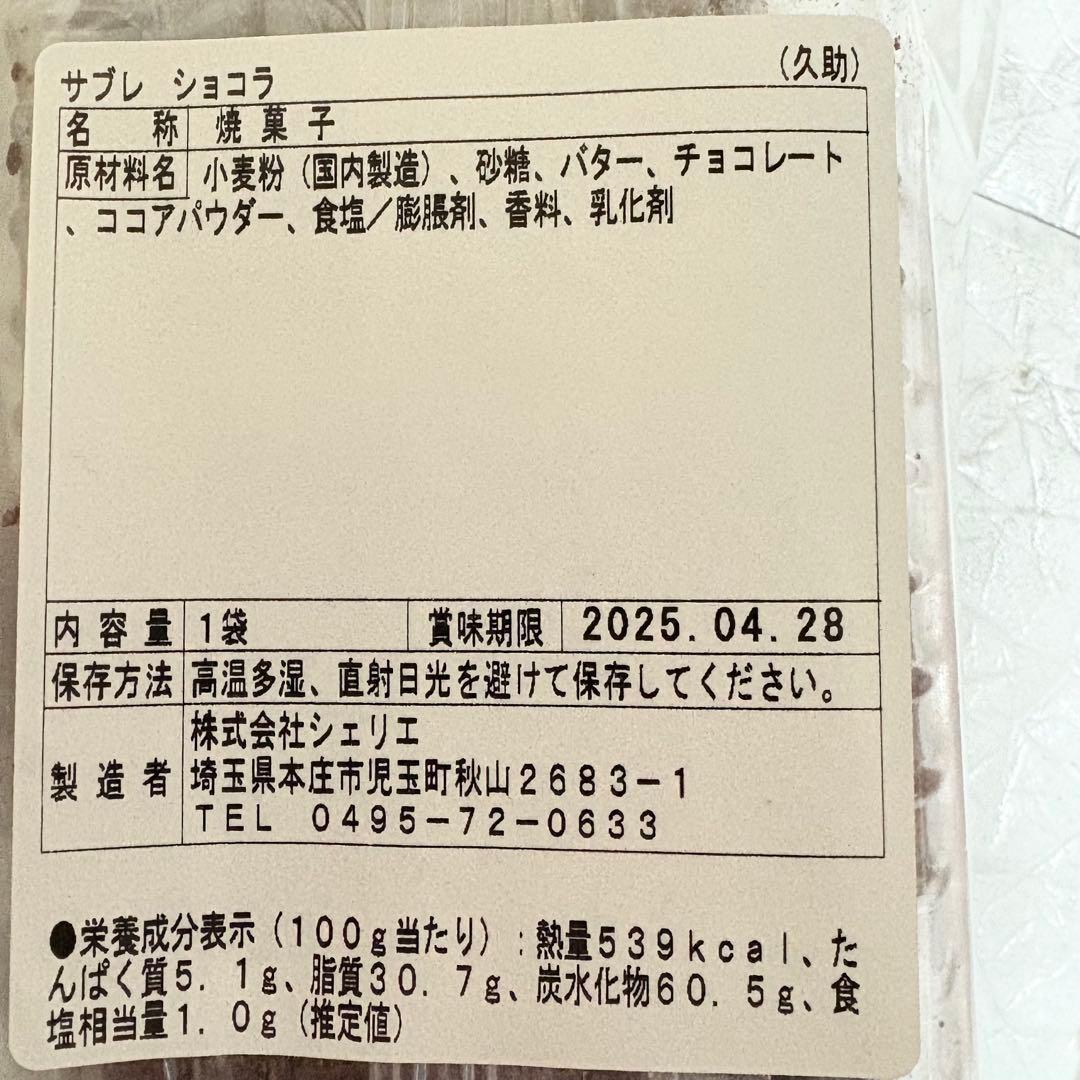 サブレ ショコラ (久助)
名 称 焼菓子
原材料名 小麦粉(国内製造)、砂糖、バター、チョコレート
、ココアパウダー、食塩/膨脹剤、香料、乳化剤
内容量 1袋 賞味期限 2025.04.28
保存方法 高温多湿、直射日光を避けて保存してください。
株式会社シェリエ
製造者 埼玉県本庄市児玉町秋山2683-1
TEL 0495-72-0633
●栄養成分表示(100g当たり):熱量539kcal、た
んぱく質5.1g、脂質30.7g、炭水化物60.5g、食
塩相当量1.0g(推定値)